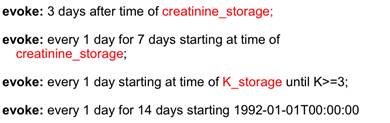 evoke: 3 days after time of creatinine_storage;
evoke: every 1 day for 7 days starting at time of
creatinine_storage;
evoke: every 1 day starting at time of K_storage until K>=3;
evoke: every 1 day for 14 days starting 1992-01-01T00:00:00